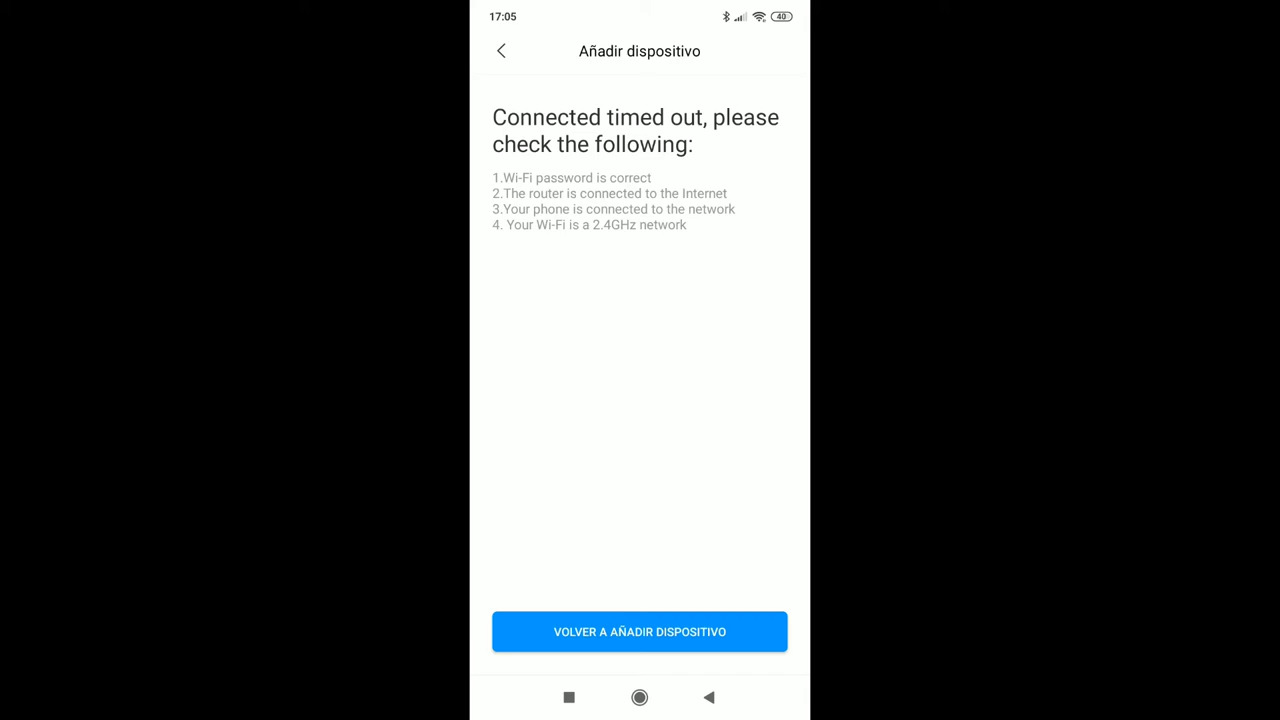 17:05
40
Añadir dispositivo
Connected timed out, please
check the following:
1.Wi-Fi password is correct
2.The router is connected to the Internet
3.Your phone is connected to the network
4. Your Wi-Fi is a 2.4GHz network
VOLVER A AÑADIR DISPOSITIVO